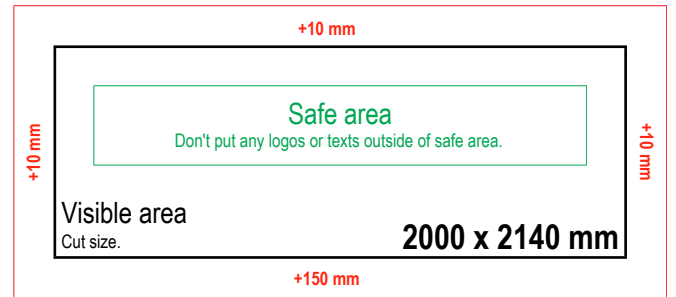 +10 mm
Safe area
Don't put any logos or texts outside of safe area.
+10 mm
+10 mm
Visible area
Cut size.
2000 x 2140 mm
+150 mm